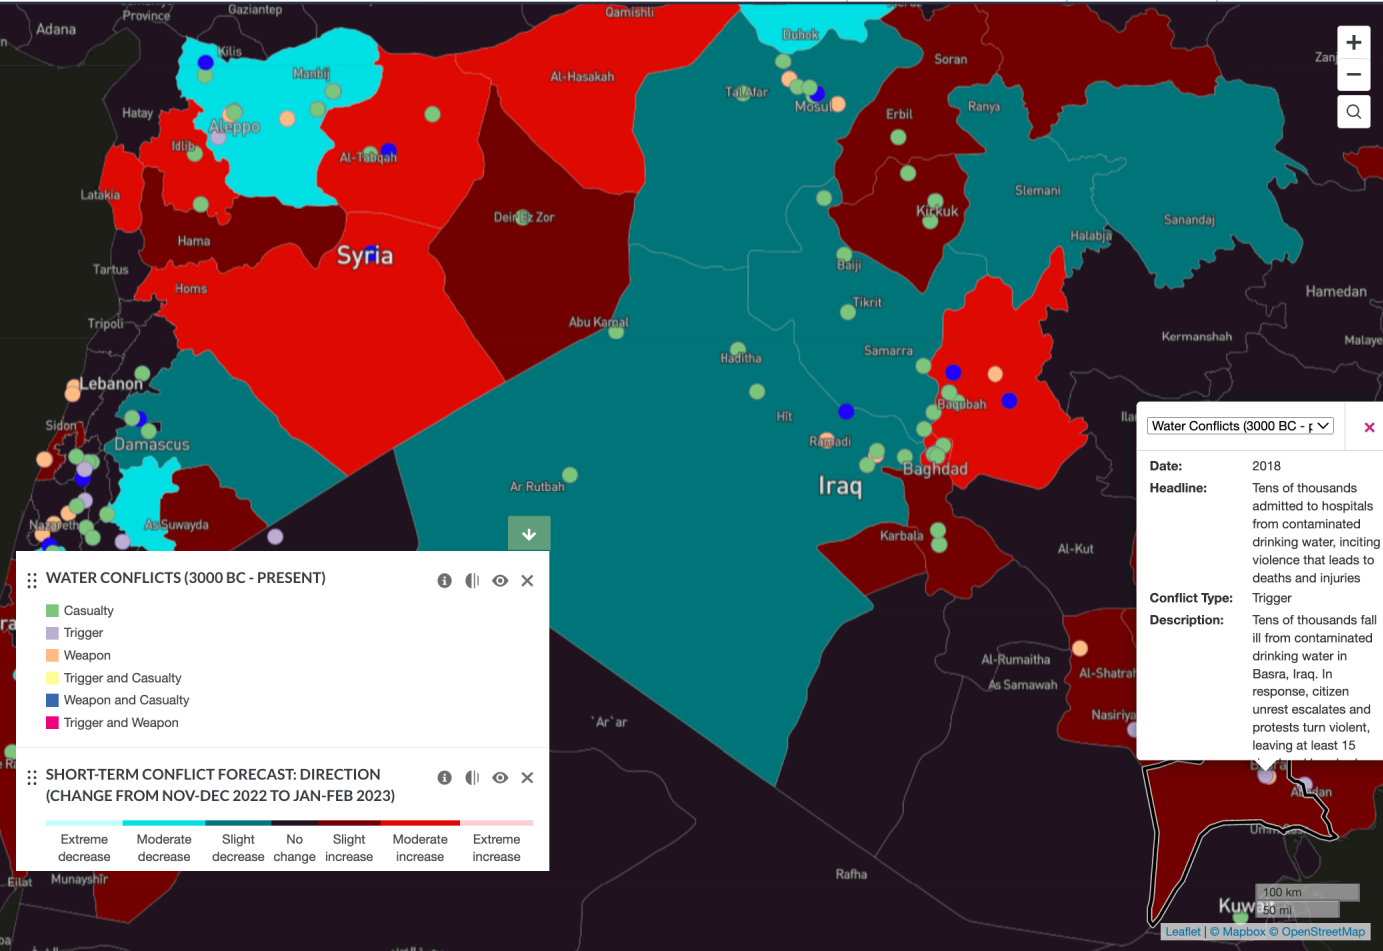 Adana
Province
Gaziantep
Qamishli
Kilis
Duhok
Manbij
Al-Hasakah
Soran
Tal Afar
Mosul
Hatay
Erbil
Ranya
Aleppo
Idlib
Al-Tabqah
Latakia
Slemani
Deir Ez Zor
Kirkuk
Sanandaj
Hama
Halabja
Syria
Baiji
Tartus
Homs
Hamedan
Tikrit
Tripoli
Abu Kamal
Kermanshah
Samarra
Haditha
Lebanon
Baqubah
Hīt
Sidon
Damascus
Ramadi
Baghdad
Ar Rutbah
Iraq
Nazareth
As Suwayda
Karbala
Al-Kut
Al-Rumaitha
As Samawah
Al-Shatrah
Nasiriya
`Ar`ar
Rafha
Eilat
Munayshīr
Kuwait
+
−
Water Conflicts (3000 BC - p
×
Date: 2018
Headline: Tens of thousands
admitted to hospitals
from contaminated
drinking water, inciting
violence that leads to
deaths and injuries
Conflict Type: Trigger
Description: Tens of thousands fall
ill from contaminated
drinking water in
Basra, Iraq. In
response, citizen
unrest escalates and
protests turn violent,
leaving at least 15
WATER CONFLICTS (3000 BC - PRESENT)
Casualty
Trigger
Weapon
Trigger and Casualty
Weapon and Casualty
Trigger and Weapon
SHORT-TERM CONFLICT FORECAST: DIRECTION
(CHANGE FROM NOV-DEC 2022 TO JAN-FEB 2023)
Extreme decrease
Moderate decrease
Slight decrease
No change
Slight increase
Moderate increase
Extreme increase
100 km
50 mi
Leaflet | © Mapbox © OpenStreetMap